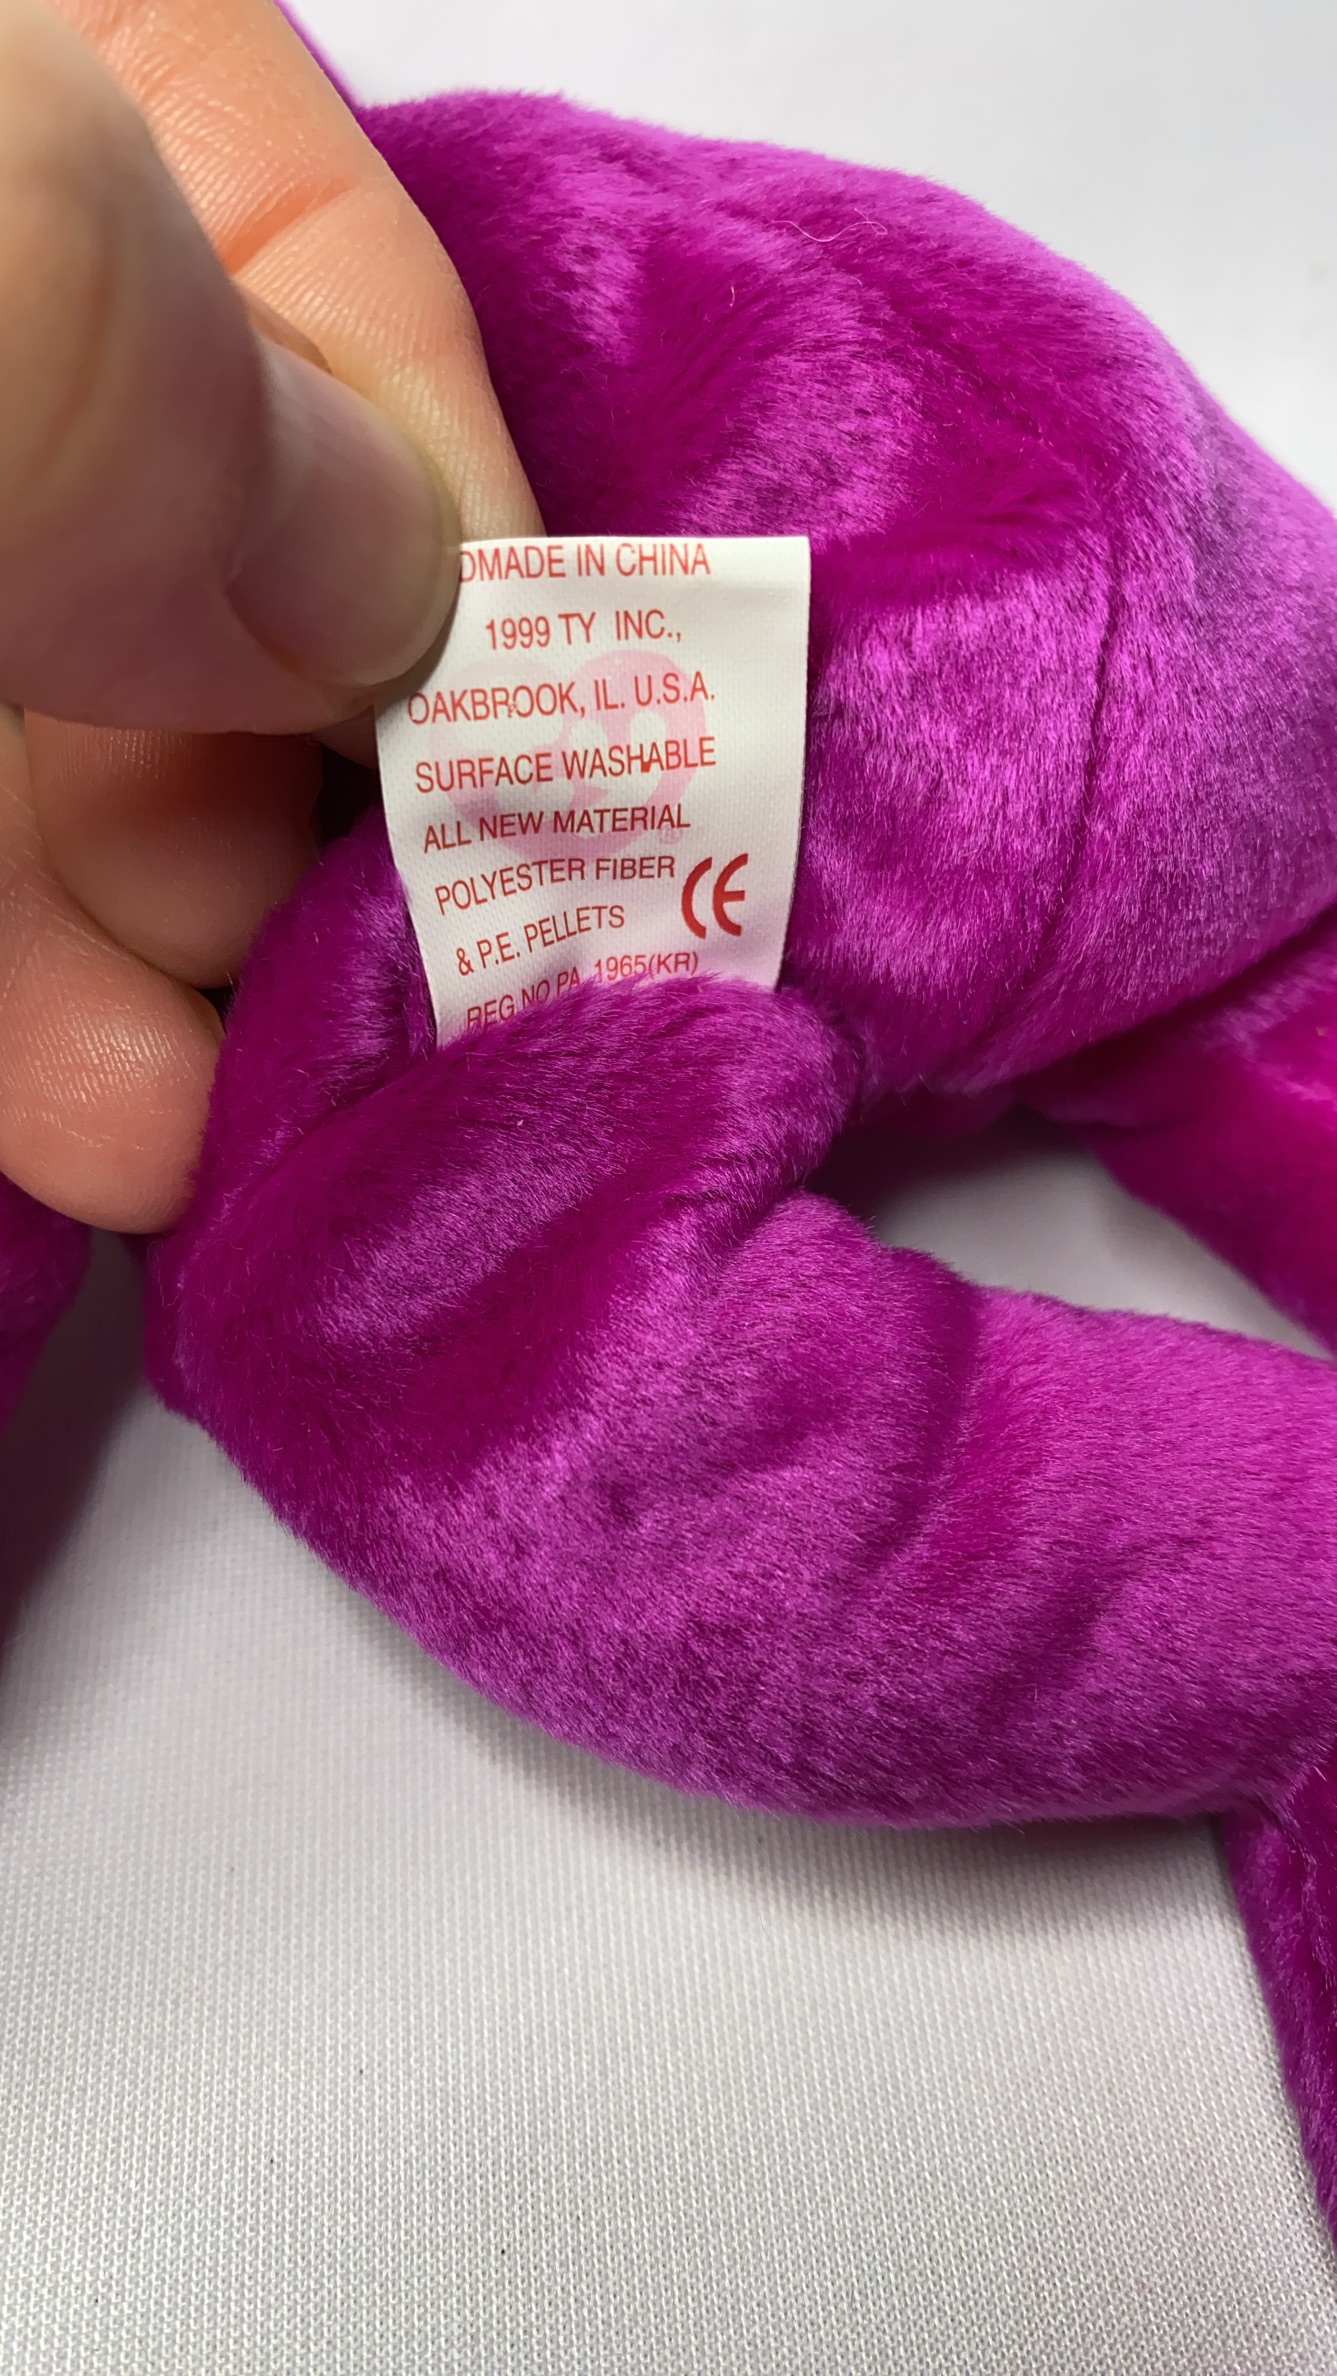 DMADE IN CHINA
1999 TY INC.,
OAKBROOK, IL. U.S.A.
SURFACE WASHABLE
ALL NEW MATERIAL
POLYESTER FIBER
& P.E. PELLETS
CE
REG.NO PA. 1965(KR)